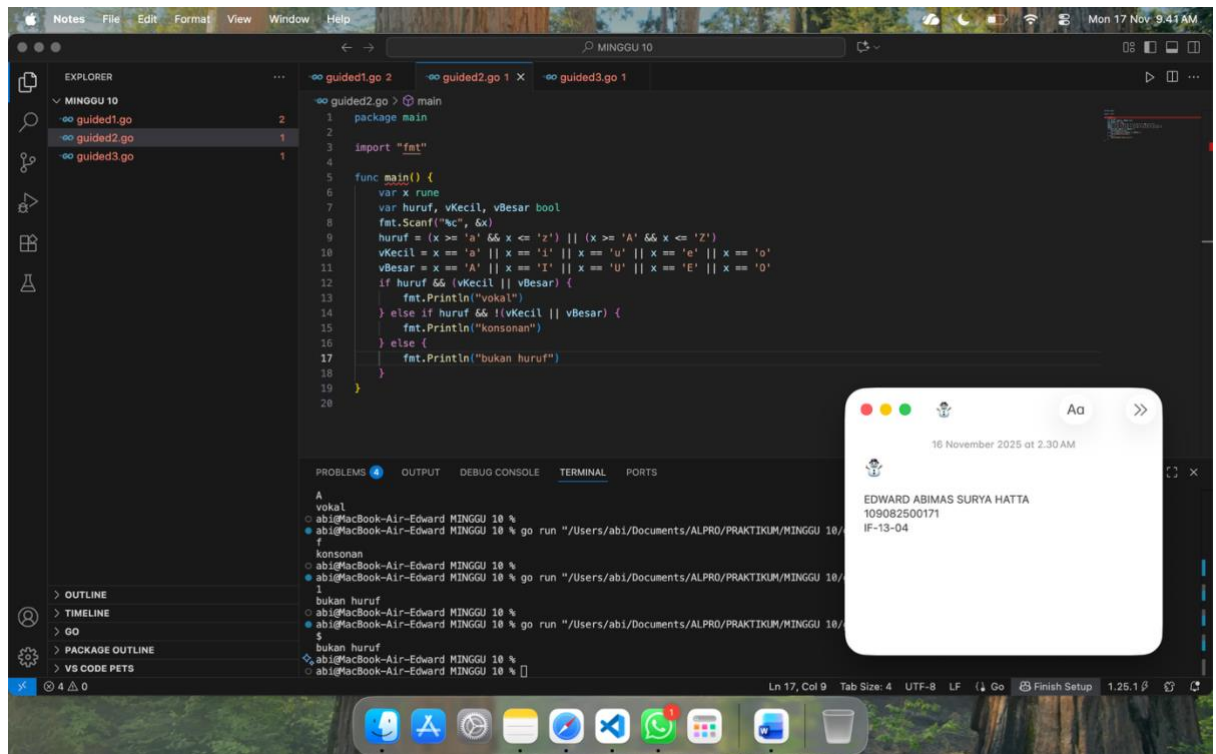 Notes File Edit Format View Window Help
Mon 17 Nov 9.41 AM
MINGGU 10
EXPLORER
guided1.go 2
guided2.go 1
guided3.go 1
MINGGU 10
guided1.go 2
guided2.go 1
guided3.go 1
guided2.go > main
1 package main
2
3 import "fmt"
4
5 func main() {
6 var x rune
7 var huruf, vKecil, vBesar bool
8 fmt.Scanf("%c", &x)
9 huruf = (x >= 'a' && x <= 'z') || (x >= 'A' && x <= 'Z')
10 vKecil = x == 'a' || x == 'i' || x == 'u' || x == 'e' || x == 'o'
11 vBesar = x == 'A' || x == 'I' || x == 'U' || x == 'E' || x == 'O'
12 if huruf && (vKecil || vBesar) {
13 fmt.Println("vokal")
14 } else if huruf && !(vKecil || vBesar) {
15 fmt.Println("konsonan")
16 } else {
17 fmt.Println("bukan huruf")
18 }
19 }
20
PROBLEMS 4 OUTPUT DEBUG CONSOLE TERMINAL PORTS
A
vokal
abi@MacBook-Air-Edward MINGGU 10 %
abi@MacBook-Air-Edward MINGGU 10 % go run "/Users/abi/Documents/ALPRO/PRAKTIKUM/MINGGU 10/
f
konsonan
abi@MacBook-Air-Edward MINGGU 10 %
abi@MacBook-Air-Edward MINGGU 10 % go run "/Users/abi/Documents/ALPRO/PRAKTIKUM/MINGGU 10/
1
bukan huruf
abi@MacBook-Air-Edward MINGGU 10 %
abi@MacBook-Air-Edward MINGGU 10 % go run "/Users/abi/Documents/ALPRO/PRAKTIKUM/MINGGU 10/
$
bukan huruf
abi@MacBook-Air-Edward MINGGU 10 %
abi@MacBook-Air-Edward MINGGU 10 %
Aa
16 November 2025 at 2.30 AM
EDWARD ABIMAS SURYA HATTA
109082500171
IF-13-04
OUTLINE
TIMELINE
GO
PACKAGE OUTLINE
VS CODE PETS
4 0
Ln 17, Col 9 Tab Size: 4 UTF-8 LF Go Finish Setup 1.25.1
1